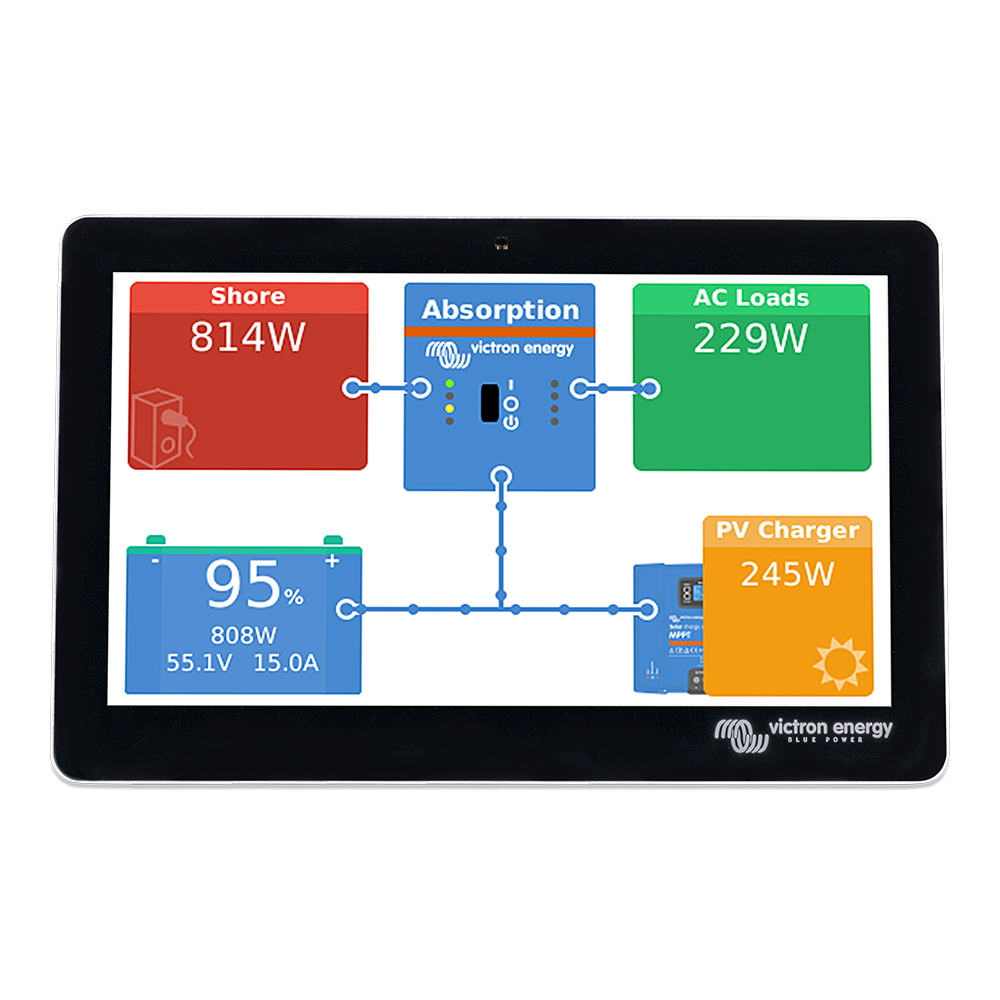 Shore
814W
Absorption
victron energy
AC Loads
229W
- +
95%
808W
55.1V 15.0A
PV Charger
245W
MPPT
victron energy
BLUE POWER